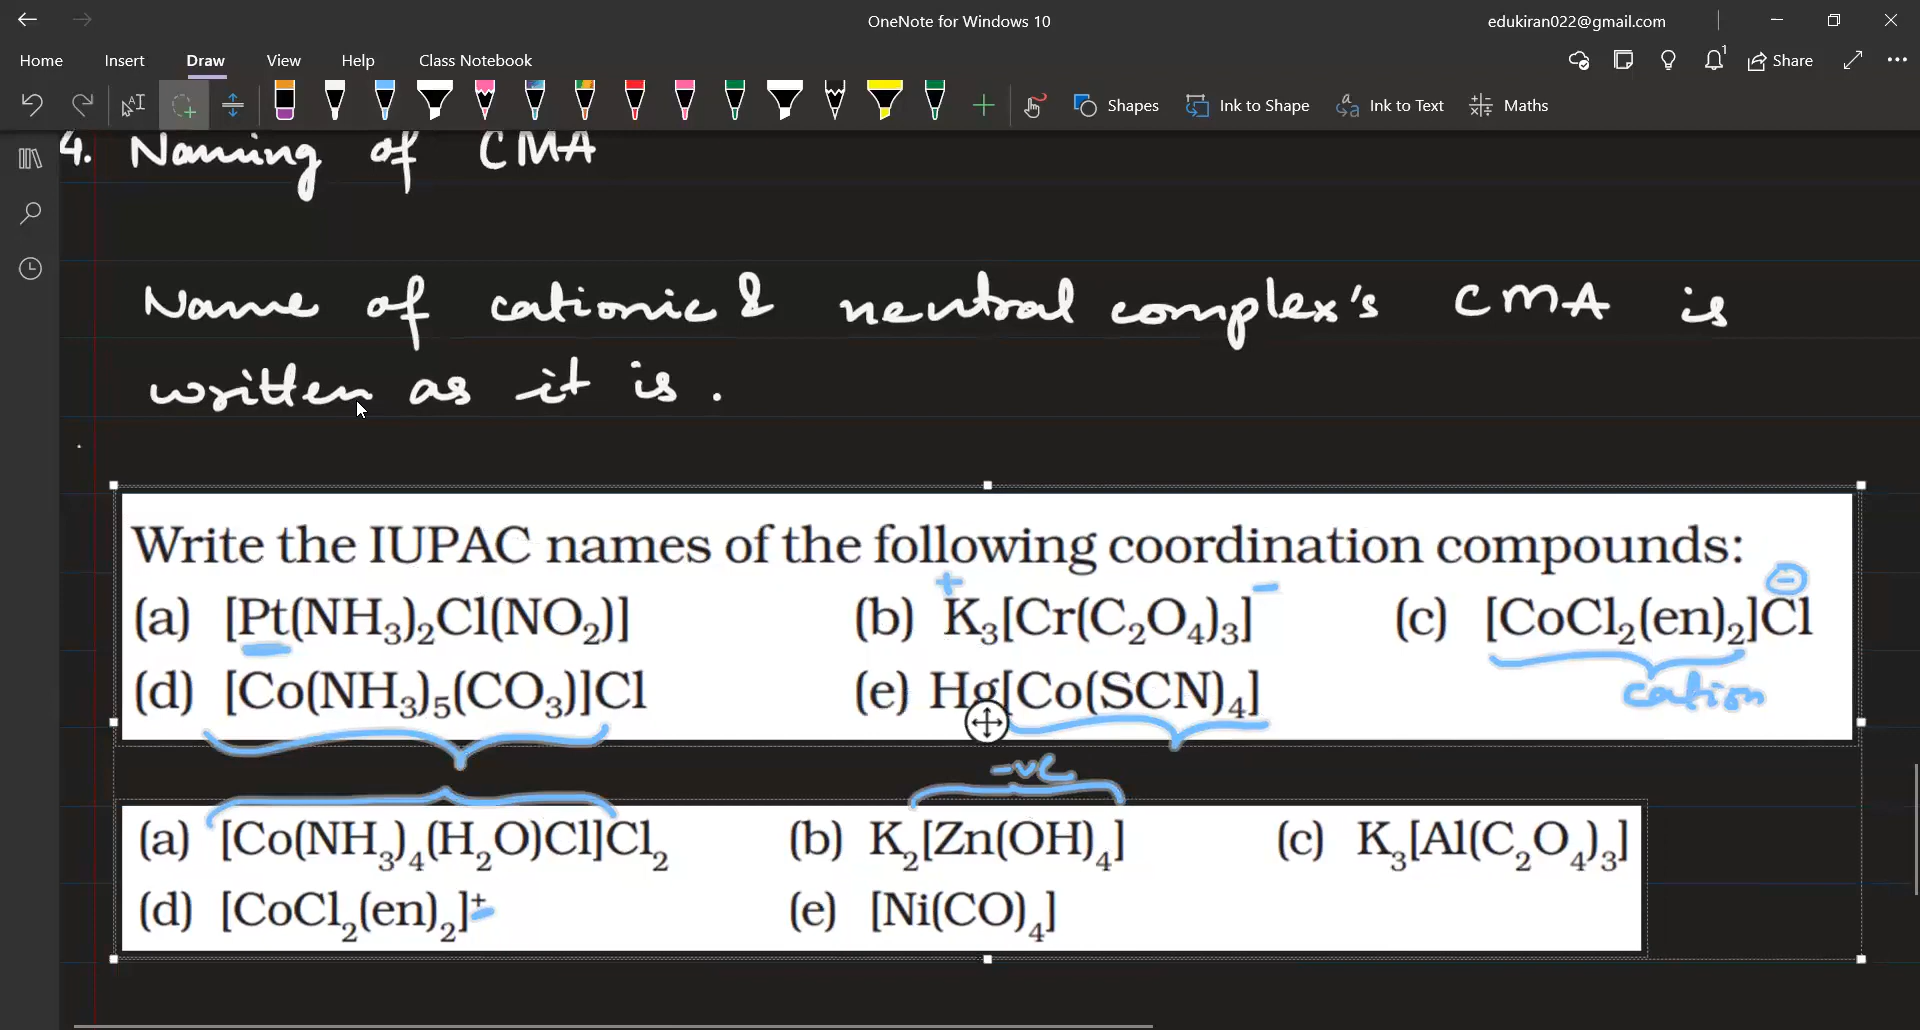 OneNote for Windows 10
edukiran022@gmail.com
Home Insert Draw View Help Class Notebook
1
Share
Shapes Ink to Shape Ink to Text Maths
4. Naming of CMA
Name of cationic & neutral complex's CMA is
written as it is.
Write the IUPAC names of the following coordination compounds:
+ − ⊖
(a) [Pt(NH₃)₂Cl(NO₂)] (b) K₃[Cr(C₂O₄)₃] (c) [CoCl₂(en)₂]Cl
(d) [Co(NH₃)₅(CO₃)]Cl (e) Hg[Co(SCN)₄] cation
-ve
(a) [Co(NH₃)₄(H₂O)Cl]Cl₂ (b) K₂[Zn(OH)₄] (c) K₃[Al(C₂O₄)₃]
(d) [CoCl₂(en)₂]⁺ (e) [Ni(CO)₄]